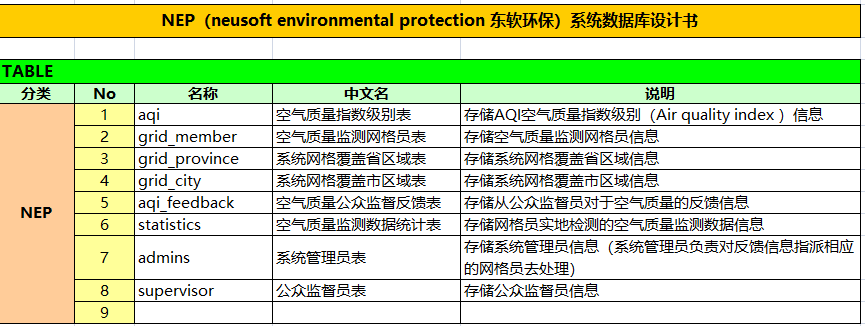 NEP（neusoft environmental protection 东软环保）系统数据库设计书
TABLE
分类 No 名称 中文名 说明
NEP
1 aqi 空气质量指数级别表 存储AQI空气质量指数级别（Air quality index ）信息
2 grid_member 空气质量监测网格员表 存储空气质量监测网格员信息
3 grid_province 系统网格覆盖省区域表 存储系统网格覆盖省区域信息
4 grid_city 系统网格覆盖市区域表 存储系统网格覆盖市区域信息
5 aqi_feedback 空气质量公众监督反馈表 存储从公众监督员对于空气质量的反馈信息
6 statistics 空气质量监测数据统计表 存储网格员实地检测的空气质量监测数据信息
7 admins 系统管理员表 存储系统管理员信息（系统管理员负责对反馈信息指派相应
的网格员去处理）
8 supervisor 公众监督员表 存储公众监督员信息
9